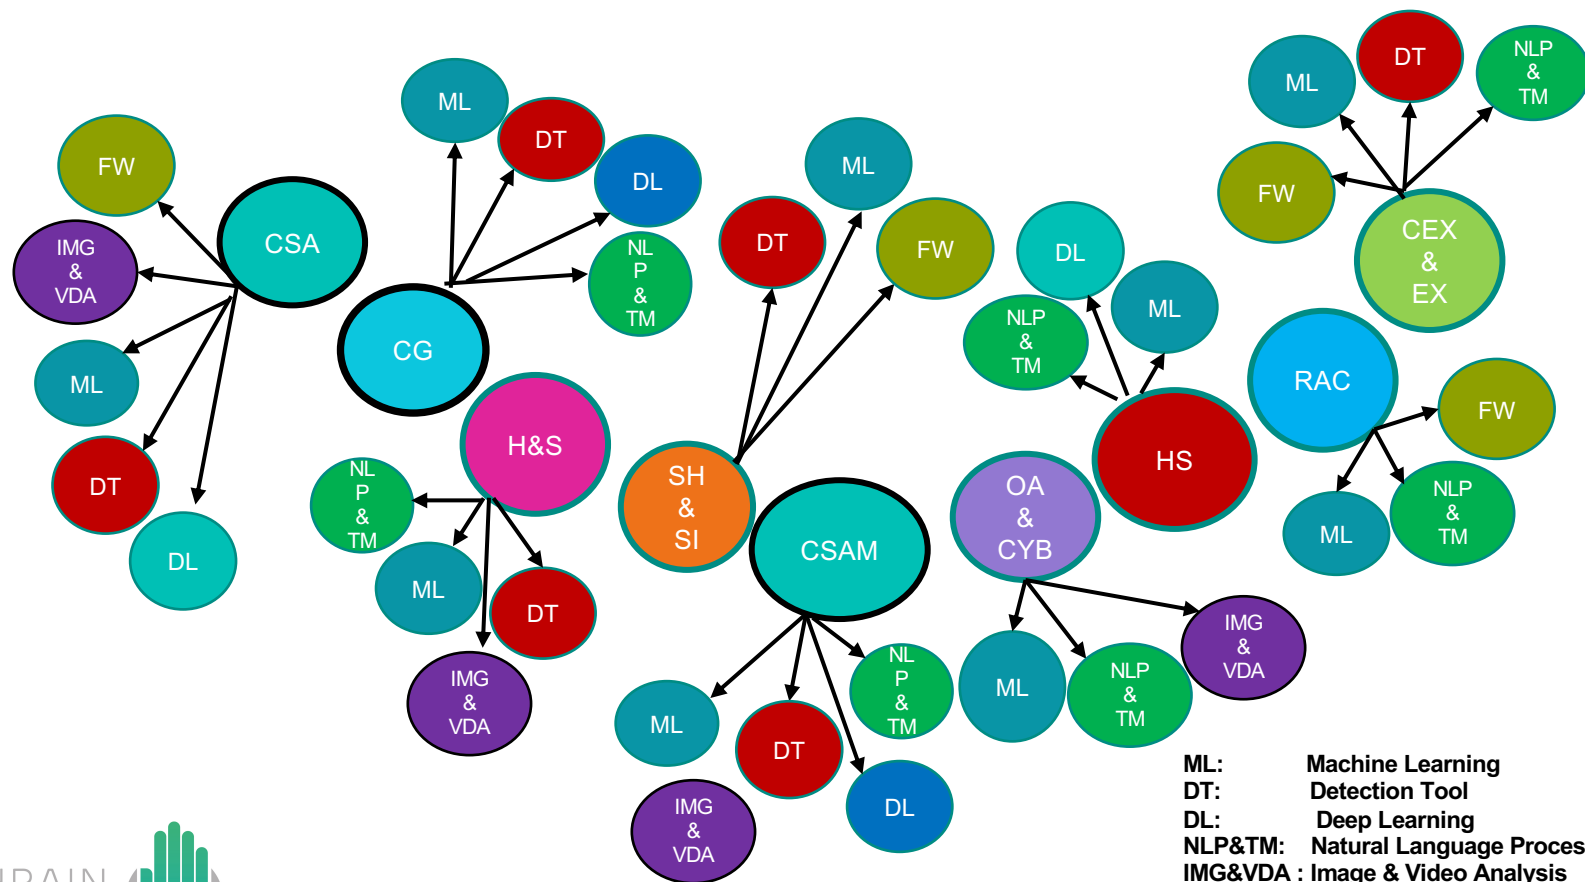 ML
DT
NLP
&
TM
FW
CEX
&
EX
ML
DT
DL
NL
P
&
TM
CG
FW
CSA
IMG
&
VDA
ML
DT
DL
ML
DT
FW
SH
&
SI
DL
NLP
&
TM
ML
HS
RAC
FW
ML
NLP
&
TM
H&S
NL
P
&
TM
ML
DT
IMG
&
VDA
CSAM
ML
DT
NL
P
&
TM
DL
IMG
&
VDA
OA
&
CYB
ML
NLP
&
TM
IMG
&
VDA
ML: Machine Learning
DT: Detection Tool
DL: Deep Learning
NLP&TM: Natural Language Proces
IMG&VDA : Image & Video Analysis